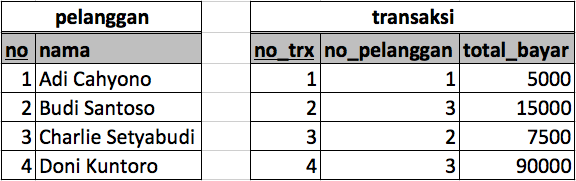 pelanggan transaksi
no nama no_trx no_pelanggan total_bayar
1 Adi Cahyono 1 1 5000
2 Budi Santoso 2 3 15000
3 Charlie Setyabudi 3 2 7500
4 Doni Kuntoro 4 3 90000